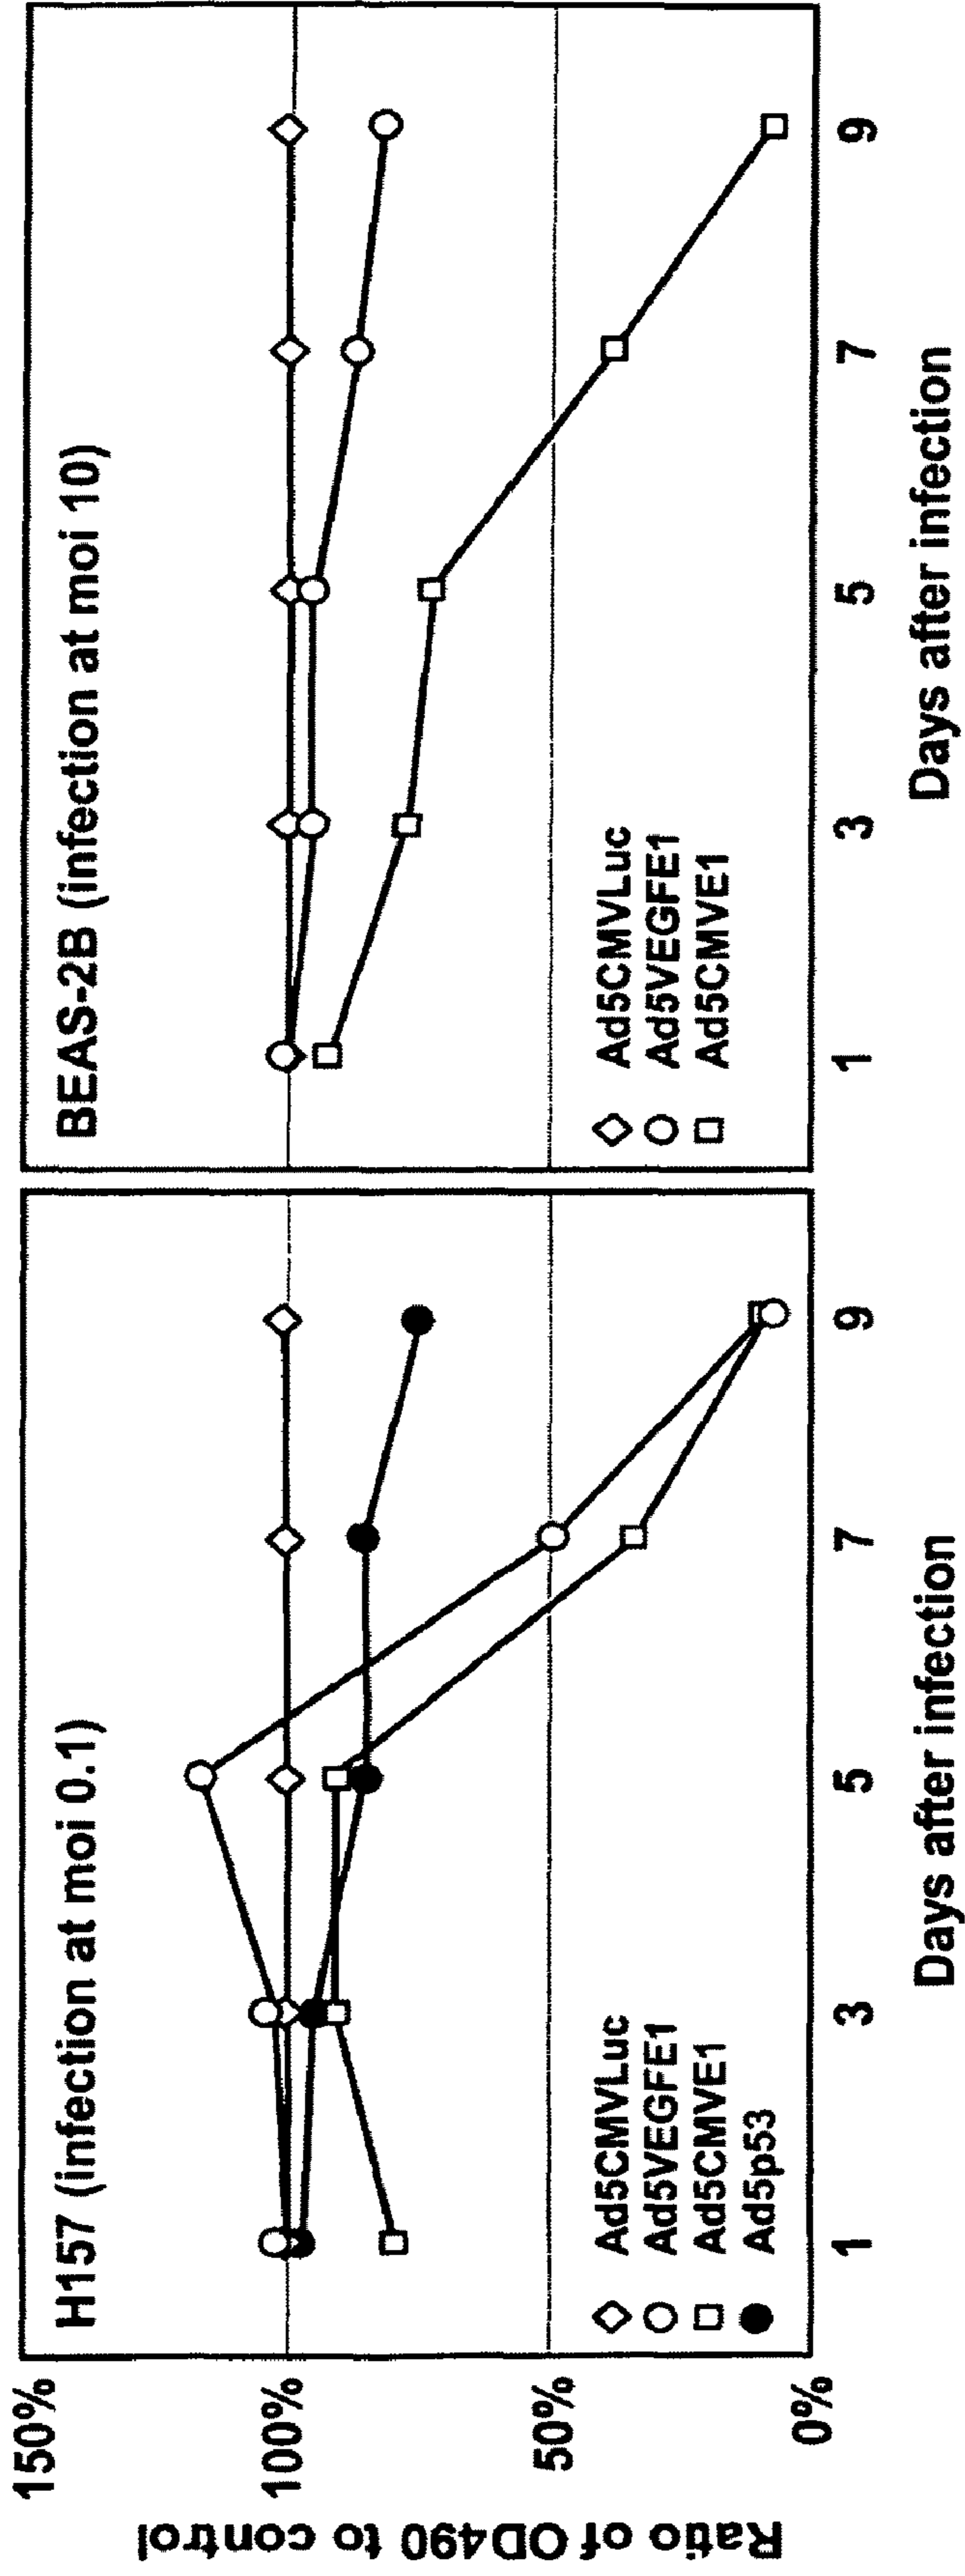 H157 (infection at moi 0.1)
BEAS-2B (infection at moi 10)
150%
100%
50%
0%
Ratio of OD490 to control
Ad5CMVLuc
Ad5VEGFE1
Ad5CMVE1
Ad5p53
Ad5CMVLuc
Ad5VEGFE1
Ad5CMVE1
1 3 5 7 9
1 3 5 7 9
Days after infection
Days after infection